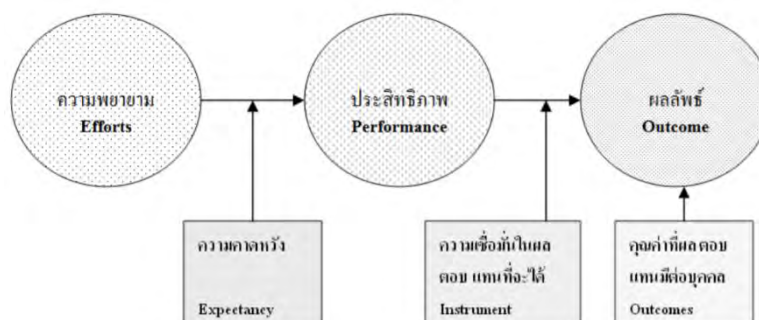 ความพยายาม
Efforts
ประสิทธิภาพ
Performance
ผลลัพธ์
Outcome
ความคาดหวัง
Expectancy
ความเชื่อมั่นในผล
ตอบ แทนที่จะได้
Instrument
คุณค่าที่ผลตอบ
แทนมีต่อบุคคล
Outcomes